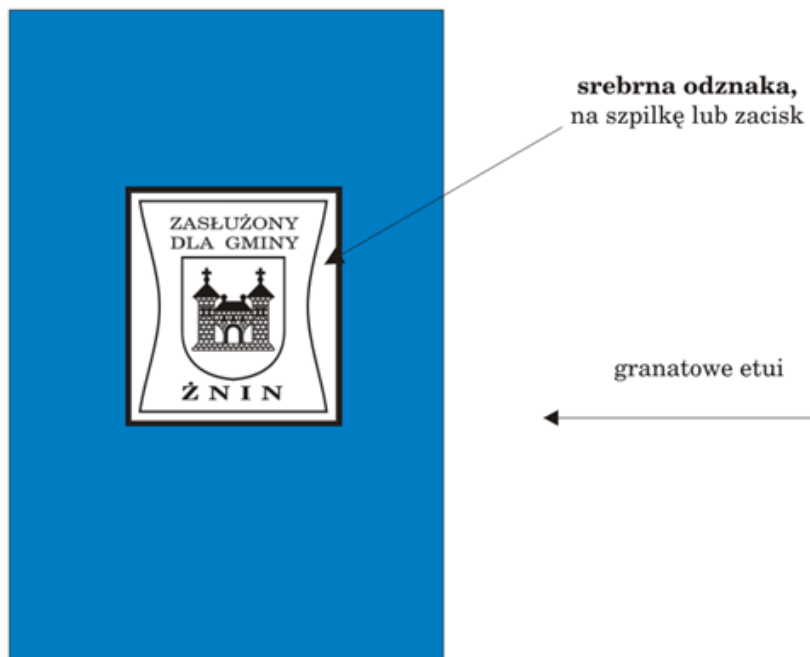 srebrna odznaka,
na szpilkę lub zacisk
ZASŁUŻONY
DLA GMINY
ŻNIN
granatowe etui